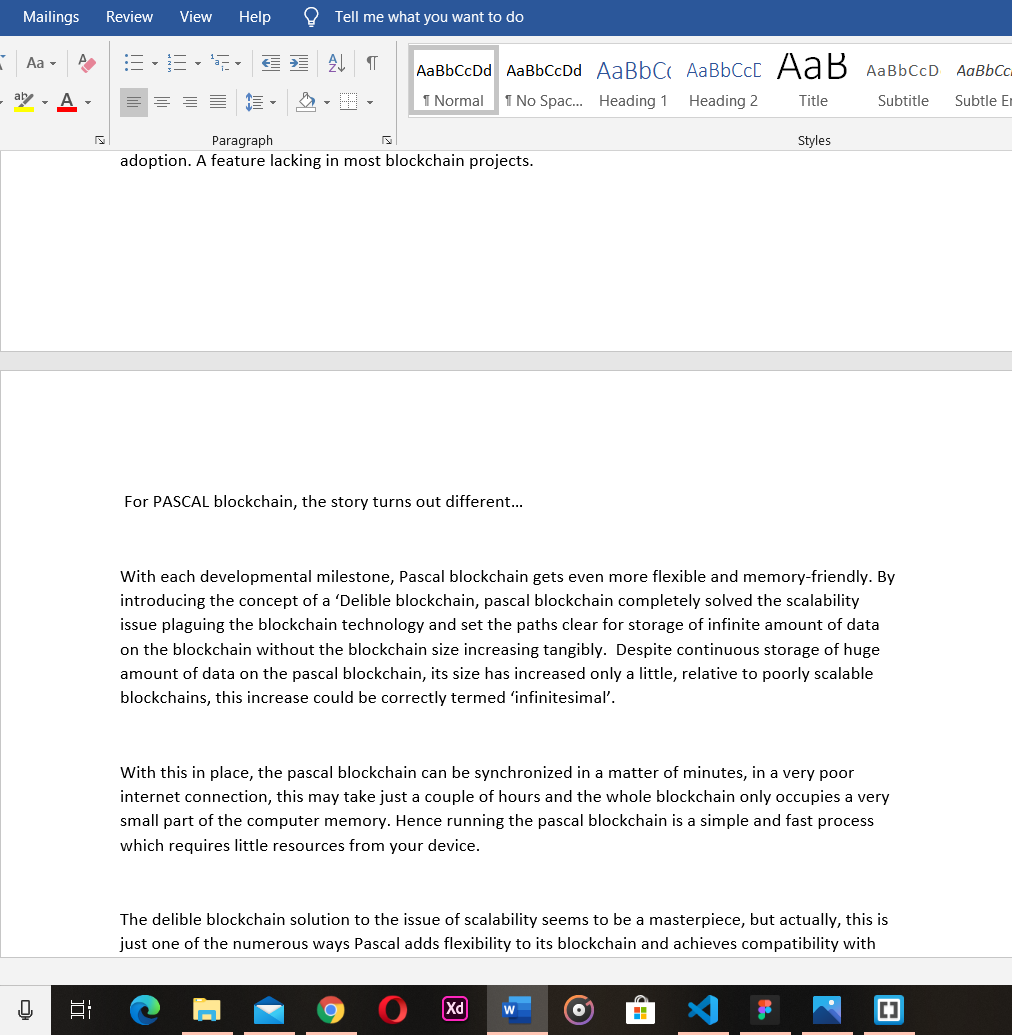 Mailings Review View Help Tell me what you want to do
Aa
AaBbCcDd AaBbCcDd AaBbC AaBbCcD AaB AaBbCcD AaBbCc
¶ Normal ¶ No Spac... Heading 1 Heading 2 Title Subtitle Subtle E
Paragraph Styles
adoption. A feature lacking in most blockchain projects.
For PASCAL blockchain, the story turns out different...
With each developmental milestone, Pascal blockchain gets even more flexible and memory-friendly. By
introducing the concept of a ‘Delible blockchain, pascal blockchain completely solved the scalability
issue plaguing the blockchain technology and set the paths clear for storage of infinite amount of data
on the blockchain without the blockchain size increasing tangibly.  Despite continuous storage of huge
amount of data on the pascal blockchain, its size has increased only a little, relative to poorly scalable
blockchains, this increase could be correctly termed ‘infinitesimal’.
With this in place, the pascal blockchain can be synchronized in a matter of minutes, in a very poor
internet connection, this may take just a couple of hours and the whole blockchain only occupies a very
small part of the computer memory. Hence running the pascal blockchain is a simple and fast process
which requires little resources from your device.
The delible blockchain solution to the issue of scalability seems to be a masterpiece, but actually, this is
just one of the numerous ways Pascal adds flexibility to its blockchain and achieves compatibility with
Xd W